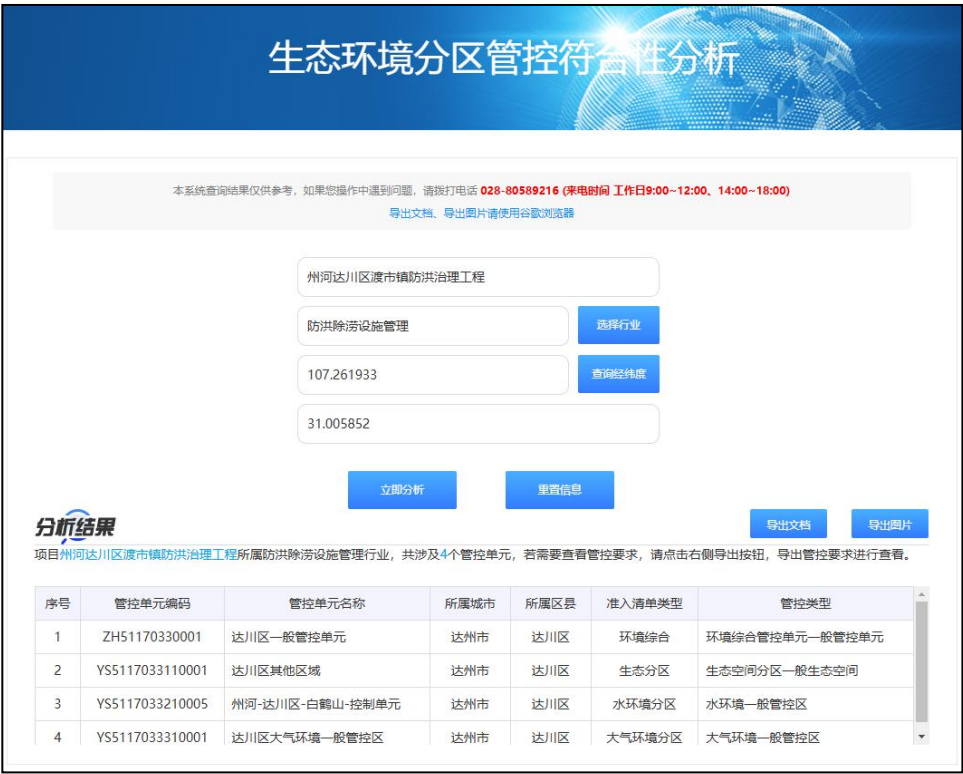 生态环境分区管控符合性分析
本系统查询结果仅供参考，如果您操作中遇到问题，请拨打电话 028-80589216 (来电时间 工作日9:00~12:00、14:00~18:00)
导出文档、导出图片请使用谷歌浏览器
州河达川区渡市镇防洪治理工程
防洪除涝设施管理 选择行业
107.261933 查询经纬度
31.005852
立即分析 重置信息
分析结果 导出文档 导出图片
项目州河达川区渡市镇防洪治理工程所属防洪除涝设施管理行业，共涉及4个管控单元，若需要查看管控要求，请点击右侧导出按钮，导出管控要求进行查看。
序号 管控单元编码 管控单元名称 所属城市 所属区县 准入清单类型 管控类型
1 ZH51170330001 达川区一般管控单元 达州市 达川区 环境综合 环境综合管控单元一般管控单元
2 YS5117033110001 达川区其他区域 达州市 达川区 生态分区 生态空间分区一般生态空间
3 YS5117033210005 州河-达川区-白鹤山-控制单元 达州市 达川区 水环境分区 水环境一般管控区
4 YS5117033310001 达川区大气环境一般管控区 达州市 达川区 大气环境分区 大气环境一般管控区